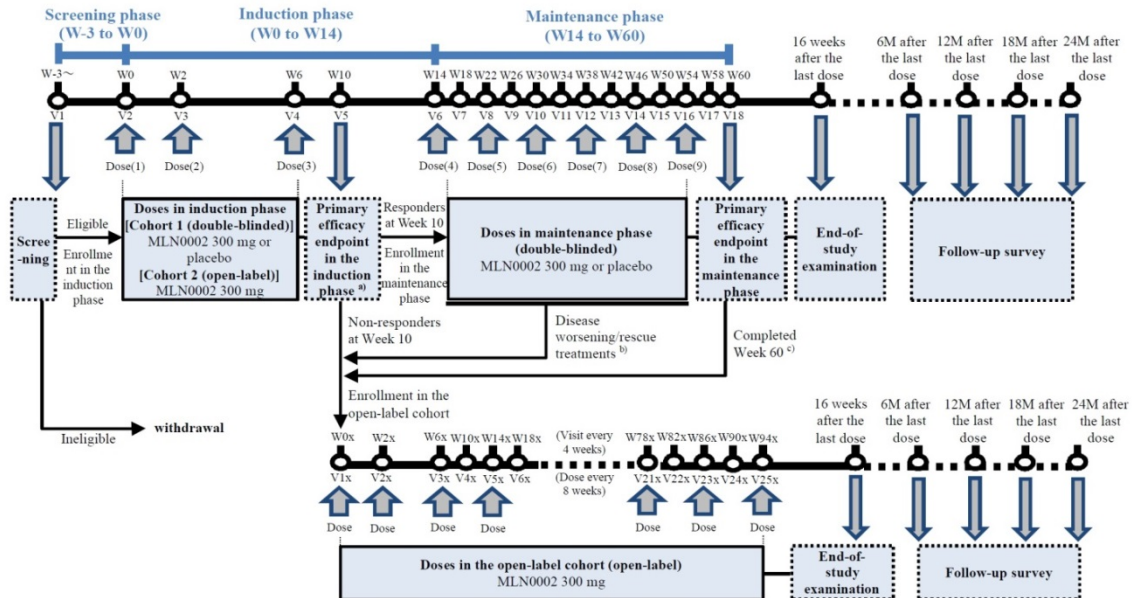 Screening phase
(W-3 to W0)
Induction phase
(W0 to W14)
Maintenance phase
(W14 to W60)
16 weeks
after the
last dose
6M after
the last
dose
12M after
the last
dose
18M after
the last
dose
24M after
the last
dose
W-3～ W0 W2 W6 W10 W14 W18 W22 W26 W30 W34 W38 W42 W46 W50 W54 W58 W60
V1 V2 V3 V4 V5 V6 V7 V8 V9 V10 V11 V12 V13 V14 V15 V16 V17 V18
Dose(1) Dose(2) Dose(3) Dose(4) Dose(5) Dose(6) Dose(7) Dose(8) Dose(9)
Scree
-ning
Eligible
Enrollme
nt in the
induction
phase
Doses in induction phase
[Cohort 1 (double-blinded)]
MLN0002 300 mg or
placebo
[Cohort 2 (open-label)]
MLN0002 300 mg
Primary
efficacy
endpoint
in the
induction
phase a)
Responders
at Week 10
Enrollment
in the
maintenance
phase
Doses in maintenance phase
(double-blinded)
MLN0002 300 mg or placebo
Primary
efficacy
endpoint in
the
maintenance
phase
End-of-
study
examination
Follow-up survey
Non-responders
at Week 10
Disease
worsening/rescue
treatments b)
Completed
Week 60 c)
Enrollment in the
open-label cohort
Ineligible
withdrawal
16 weeks
after the
last dose
6M after
the last
dose
12M after
the last
dose
18M after
the last
dose
24M after
the last
dose
W0x W2x W6x W10x W14x W18x
(Visit every
4 weeks)
W78x W82x W86x W90x W94x
V1x V2x V3x V4x V5x V6x
(Dose every
8 weeks)
V21x V22x V23x V24x V25x
Dose Dose Dose Dose Dose Dose Dose
Doses in the open-label cohort (open-label)
MLN0002 300 mg
End-of-
study
examination
Follow-up survey